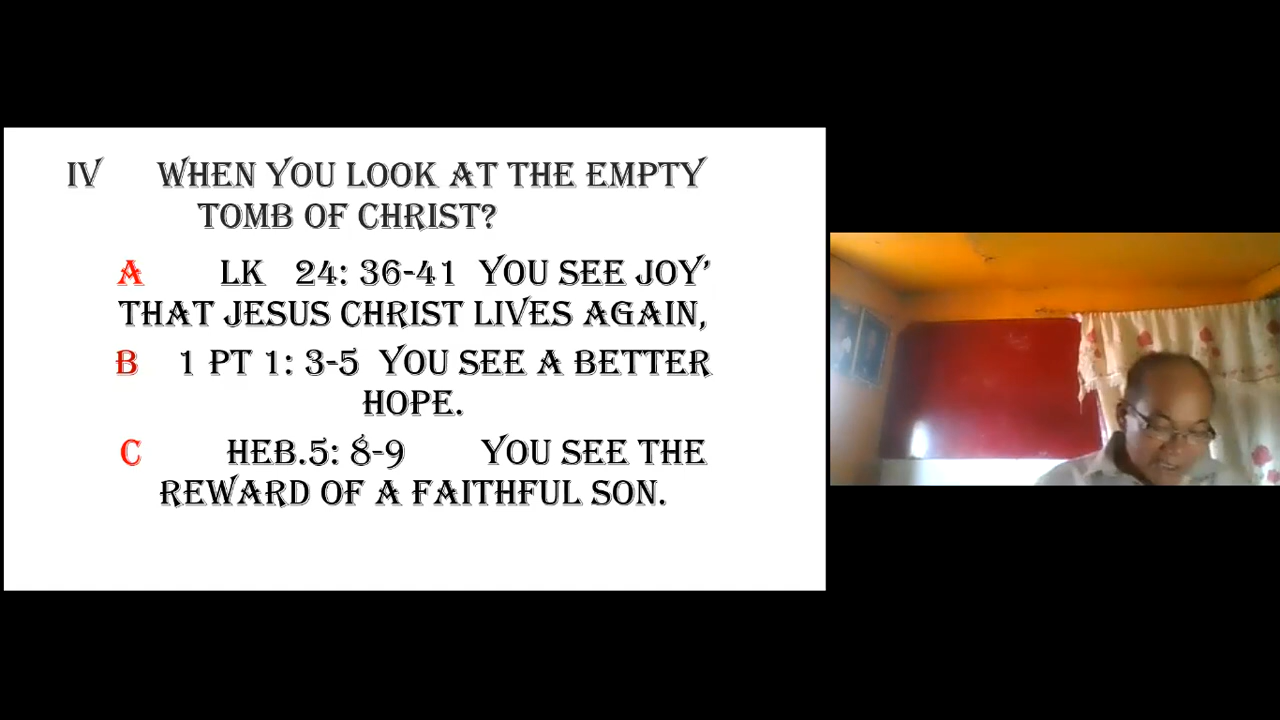 IV WHEN YOU LOOK AT THE EMPTY
TOMB OF CHRIST?
A LK 24: 36-41 YOU SEE JOY’
THAT JESUS CHRIST LIVES AGAIN,
B 1 PT 1: 3-5 YOU SEE A BETTER
HOPE.
C HEB.5: 8-9 YOU SEE THE
REWARD OF A FAITHFUL SON.